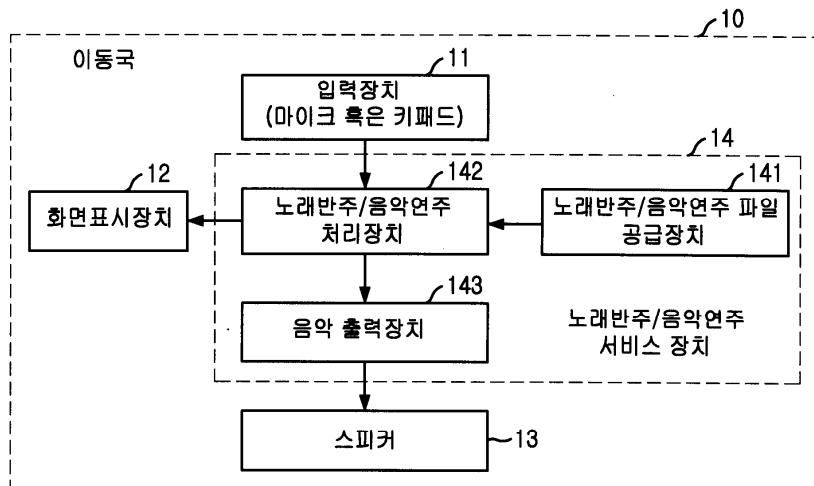 10
이동국
11
입력장치
(마이크 혹은 키패드)
14
12
화면표시장치
142
노래반주/음악연주
처리장치
141
노래반주/음악연주 파일
공급장치
143
음악 출력장치
노래반주/음악연주
서비스 장치
스피커
13